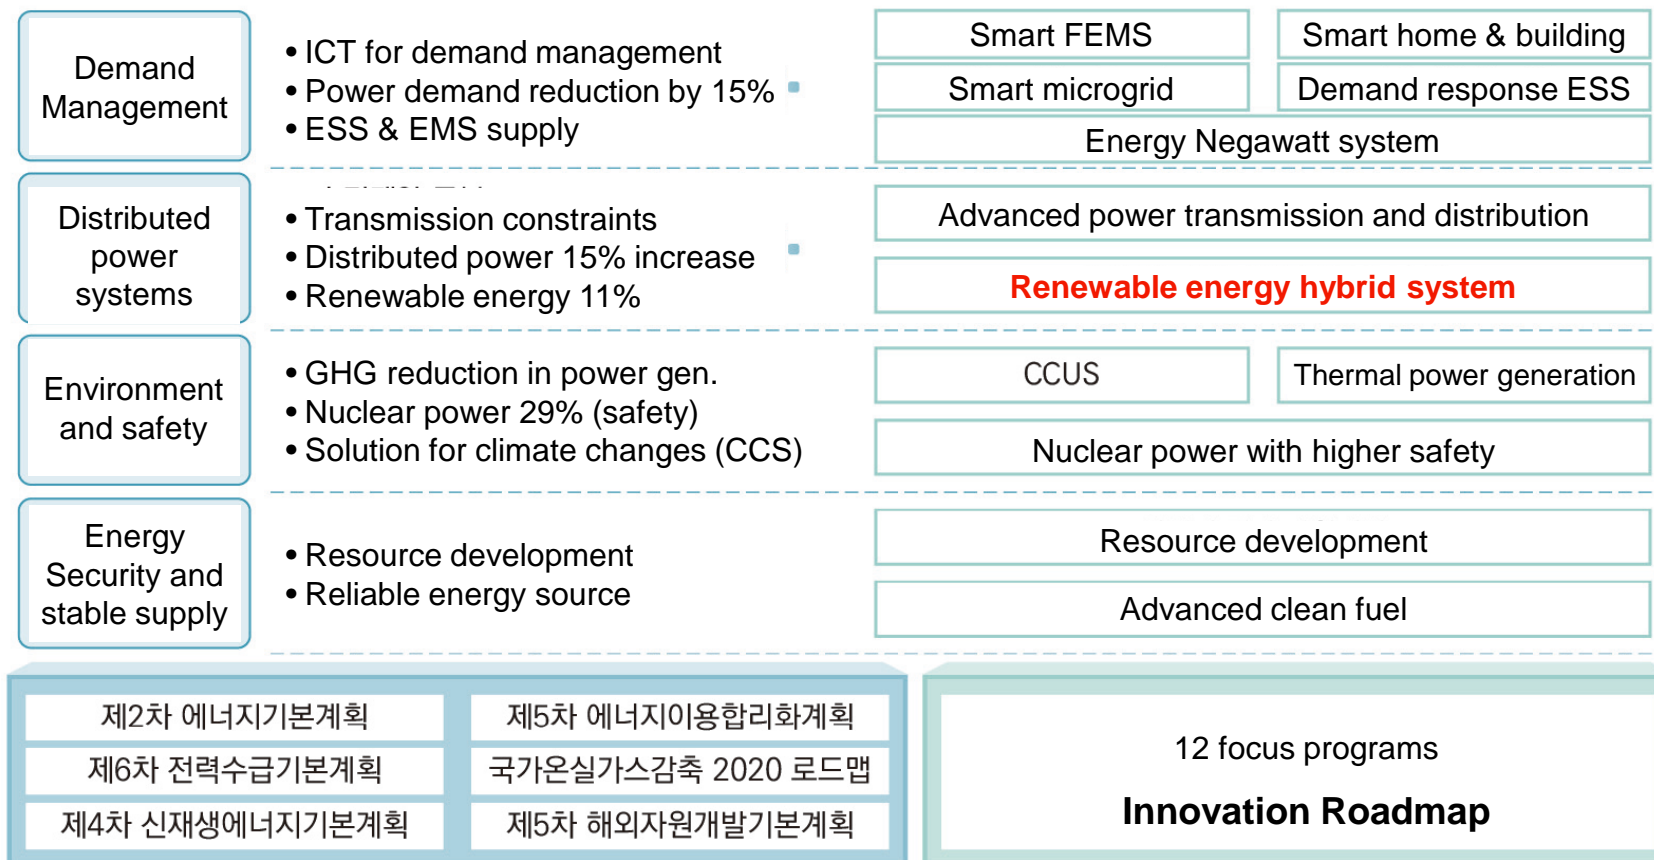 Demand
Management
• ICT for demand management
• Power demand reduction by 15%
• ESS & EMS supply
Smart FEMS
Smart home & building
Smart microgrid
Demand response ESS
Energy Negawatt system
Distributed
power
systems
• Transmission constraints
• Distributed power 15% increase
• Renewable energy 11%
Advanced power transmission and distribution
Renewable energy hybrid system
Environment
and safety
• GHG reduction in power gen.
• Nuclear power 29% (safety)
• Solution for climate changes (CCS)
CCUS
Thermal power generation
Nuclear power with higher safety
Energy
Security and
stable supply
• Resource development
• Reliable energy source
Resource development
Advanced clean fuel
제2차 에너지기본계획
제5차 에너지이용합리화계획
제6차 전력수급기본계획
국가온실가스감축 2020 로드맵
제4차 신재생에너지기본계획
제5차 해외자원개발기본계획
12 focus programs
Innovation Roadmap